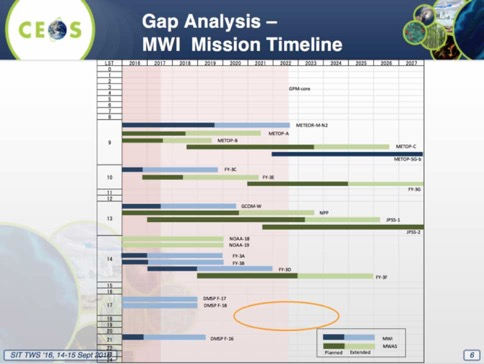 CEOS
Gap Analysis –
MWI Mission Timeline
LST 2016 2017 2018 2019 2020 2021 2022 2023 2024 2025 2026 2027
0
1
2
3
GPM-core
4
5
6
7
8
METEOR-M-N2
METOP-A
METOP-B
9
METOP-C
METOP-SG-b
FY-3C
10
FY-3E
FY-3G
11
12
GCOM-W
NPP
13
JPSS-1
JPSS-2
NOAA-18
NOAA-19
14
FY-3A
FY-3B
FY-3D
FY-3F
15
16
DMSP F-17
17
DMSP F-18
18
19
20
21
DMSP F-16
22
23
MWI
MWAS
Planned Extended
SIT TWS '16, 14-15 Sept 2016
6